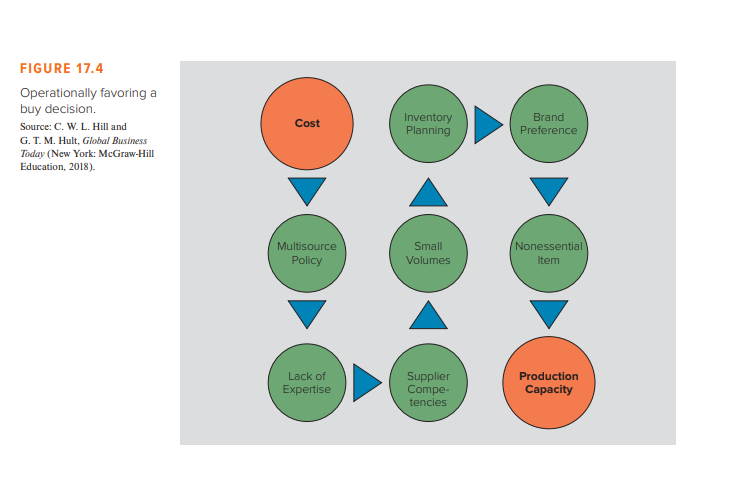 FIGURE 17.4
Operationally favoring a
buy decision.
Source: C. W. L. Hill and
G. T. M. Hult, Global Business
Today (New York: McGraw-Hill
Education, 2018).
Cost
Multisource
Policy
Lack of
Expertise
Supplier
Compe-
tencies
Small
Volumes
Inventory
Planning
Brand
Preference
Nonessential
Item
Production
Capacity